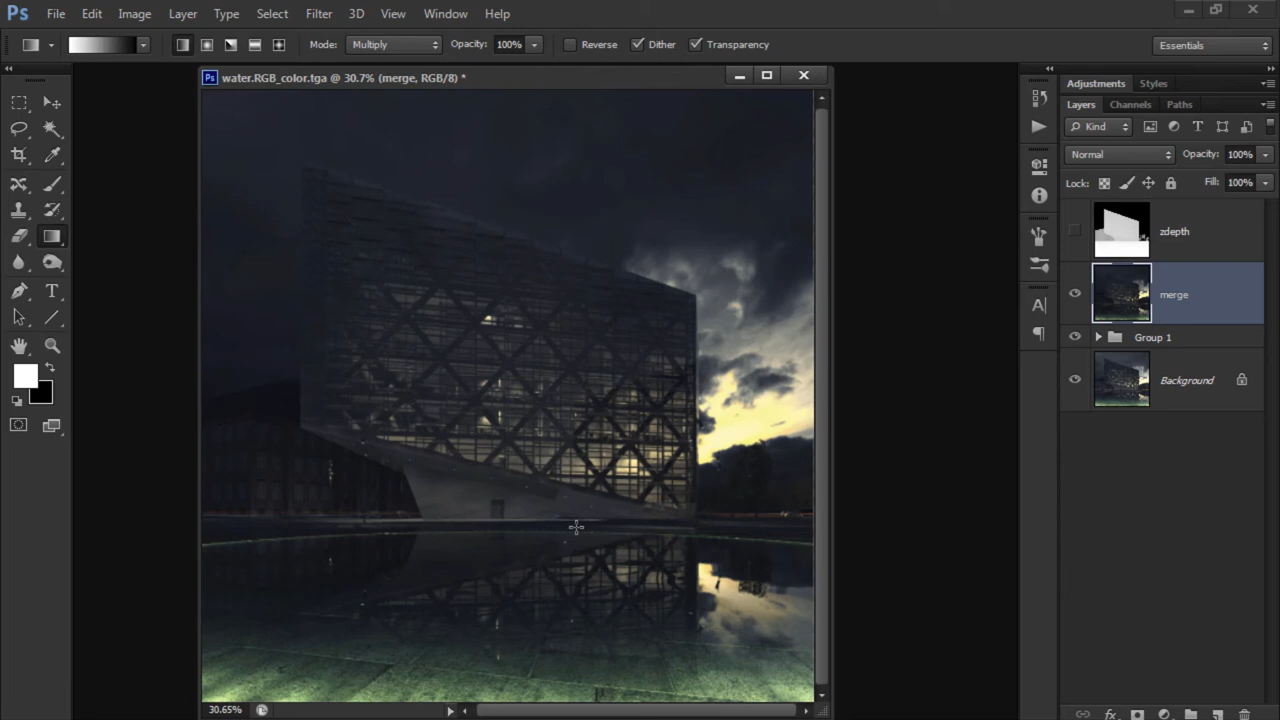 Ps File Edit Image Layer Type Select Filter 3D View Window Help
Mode: Multiply Opacity: 100% Reverse Dither Transparency Essentials
Ps water.RGB_color.tga @ 30.7% (merge, RGB/8) *
Adjustments Styles
Layers Channels Paths
Kind
Normal Opacity: 100%
Lock: Fill: 100%
zdepth
merge
Group 1
Background
30.65%